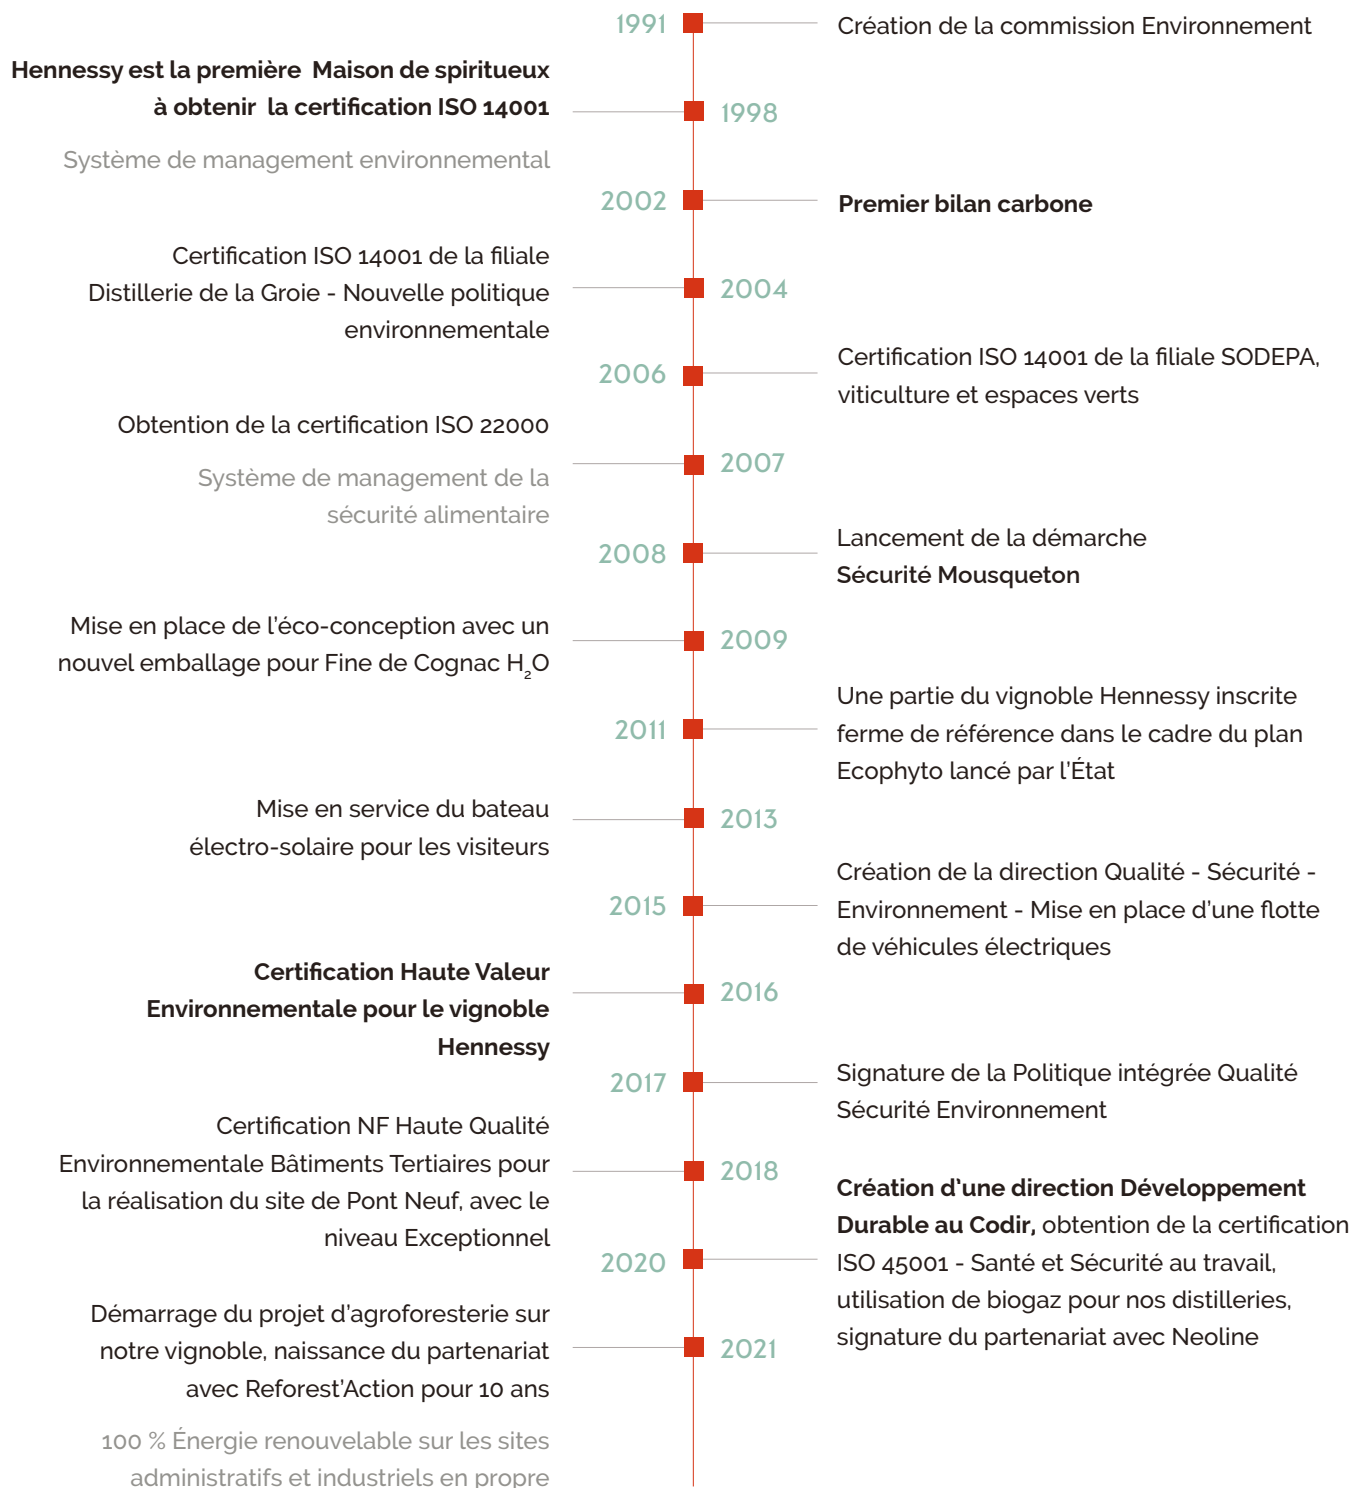 1991
Création de la commission Environnement
Hennessy est la première Maison de spiritueux
à obtenir la certification ISO 14001
Système de management environnemental
1998
2002
Premier bilan carbone
Certification ISO 14001 de la filiale
Distillerie de la Groie - Nouvelle politique
environnementale
2004
2006
Certification ISO 14001 de la filiale SODEPA,
viticulture et espaces verts
Obtention de la certification ISO 22000
Système de management de la
sécurité alimentaire
2007
2008
Lancement de la démarche
Sécurité Mousqueton
Mise en place de l'éco-conception avec un
nouvel emballage pour Fine de Cognac H₂O
2009
2011
Une partie du vignoble Hennessy inscrite
ferme de référence dans le cadre du plan
Ecophyto lancé par l'État
Mise en service du bateau
électro-solaire pour les visiteurs
2013
2015
Création de la direction Qualité - Sécurité -
Environnement - Mise en place d'une flotte
de véhicules électriques
Certification Haute Valeur
Environnementale pour le vignoble
Hennessy
2016
2017
Signature de la Politique intégrée Qualité
Sécurité Environnement
Certification NF Haute Qualité
Environnementale Bâtiments Tertiaires pour
la réalisation du site de Pont Neuf, avec le
niveau Exceptionnel
2018
2020
Création d'une direction Développement
Durable au Codir, obtention de la certification
ISO 45001 - Santé et Sécurité au travail,
utilisation de biogaz pour nos distilleries,
signature du partenariat avec Neoline
Démarrage du projet d'agroforesterie sur
notre vignoble, naissance du partenariat
avec Reforest'Action pour 10 ans
100 % Énergie renouvelable sur les sites
administratifs et industriels en propre
2021